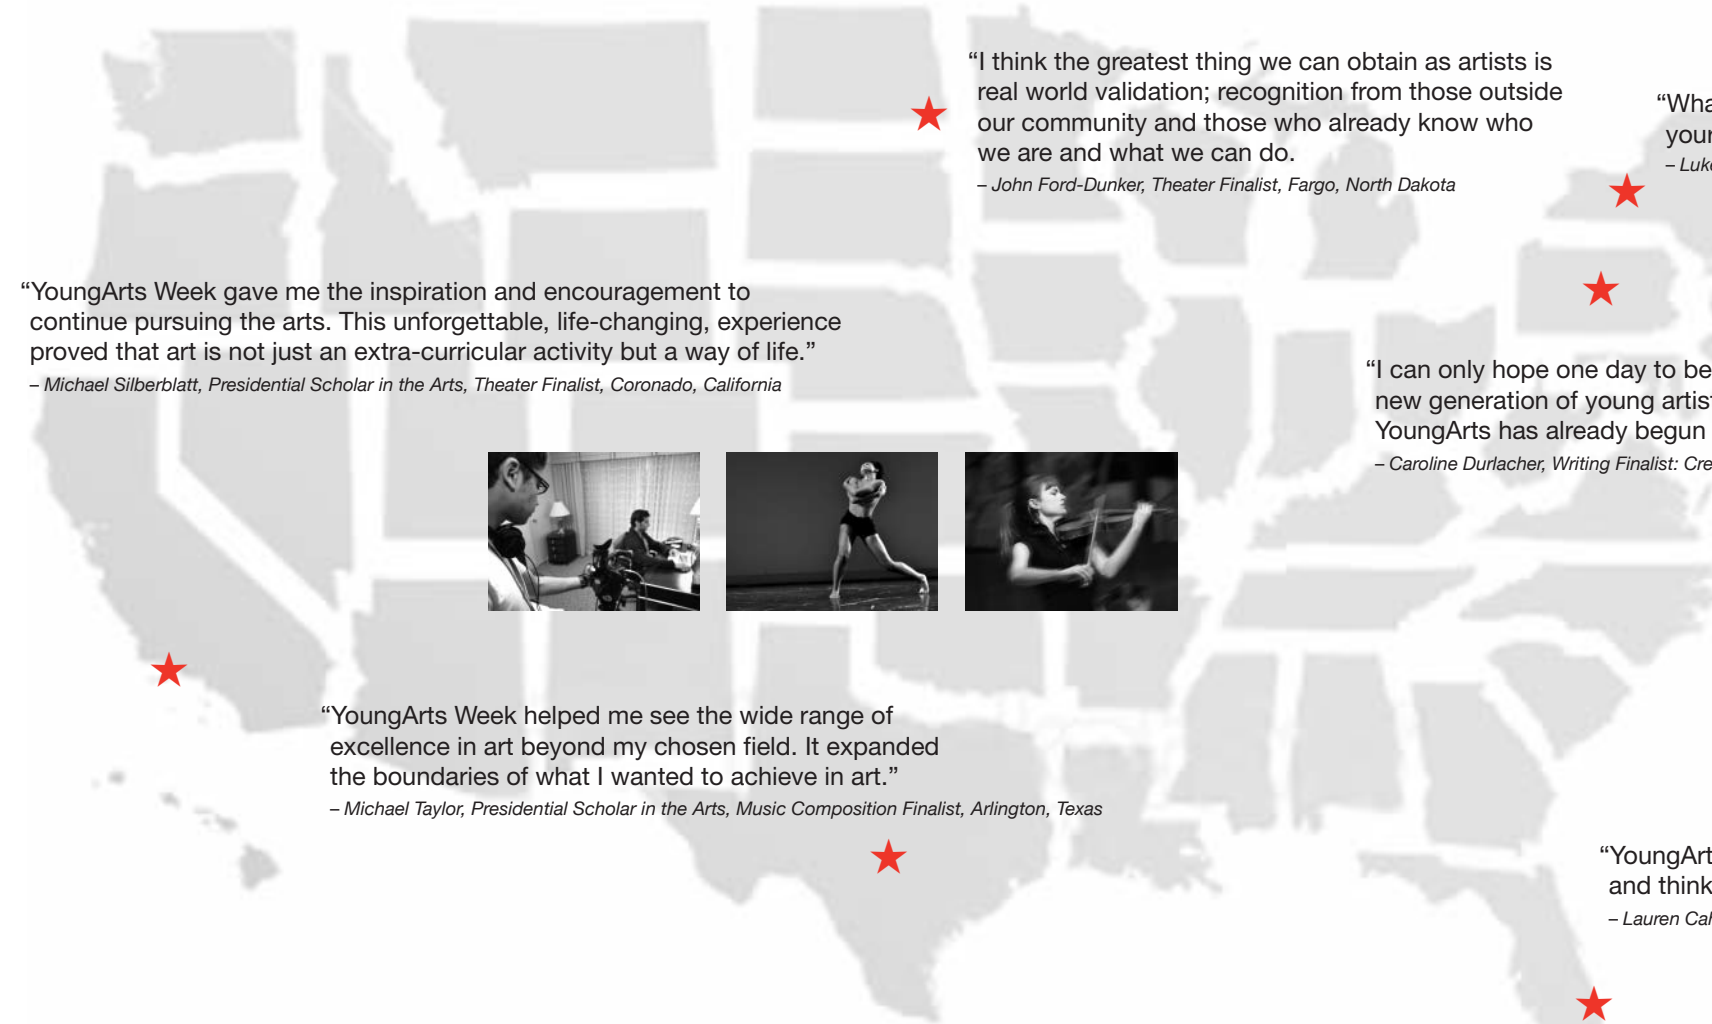 “I think the greatest thing we can obtain as artists is
real world validation; recognition from those outside
our community and those who already know who
we are and what we can do.
– John Ford-Dunker, Theater Finalist, Fargo, North Dakota
“YoungArts Week gave me the inspiration and encouragement to
continue pursuing the arts. This unforgettable, life-changing, experience
proved that art is not just an extra-curricular activity but a way of life.”
– Michael Silberblatt, Presidential Scholar in the Arts, Theater Finalist, Coronado, California
“I can only hope one day to be
new generation of young
YoungArts has already begun
– Caroline Durlacher, Writing Finalist:
“YoungArts Week helped me see the wide range of
excellence in art beyond my chosen field. It expanded
the boundaries of what I wanted to achieve in art.”
– Michael Taylor, Presidential Scholar in the Arts, Music Composition Finalist, Arlington, Texas
and think
– Lauren